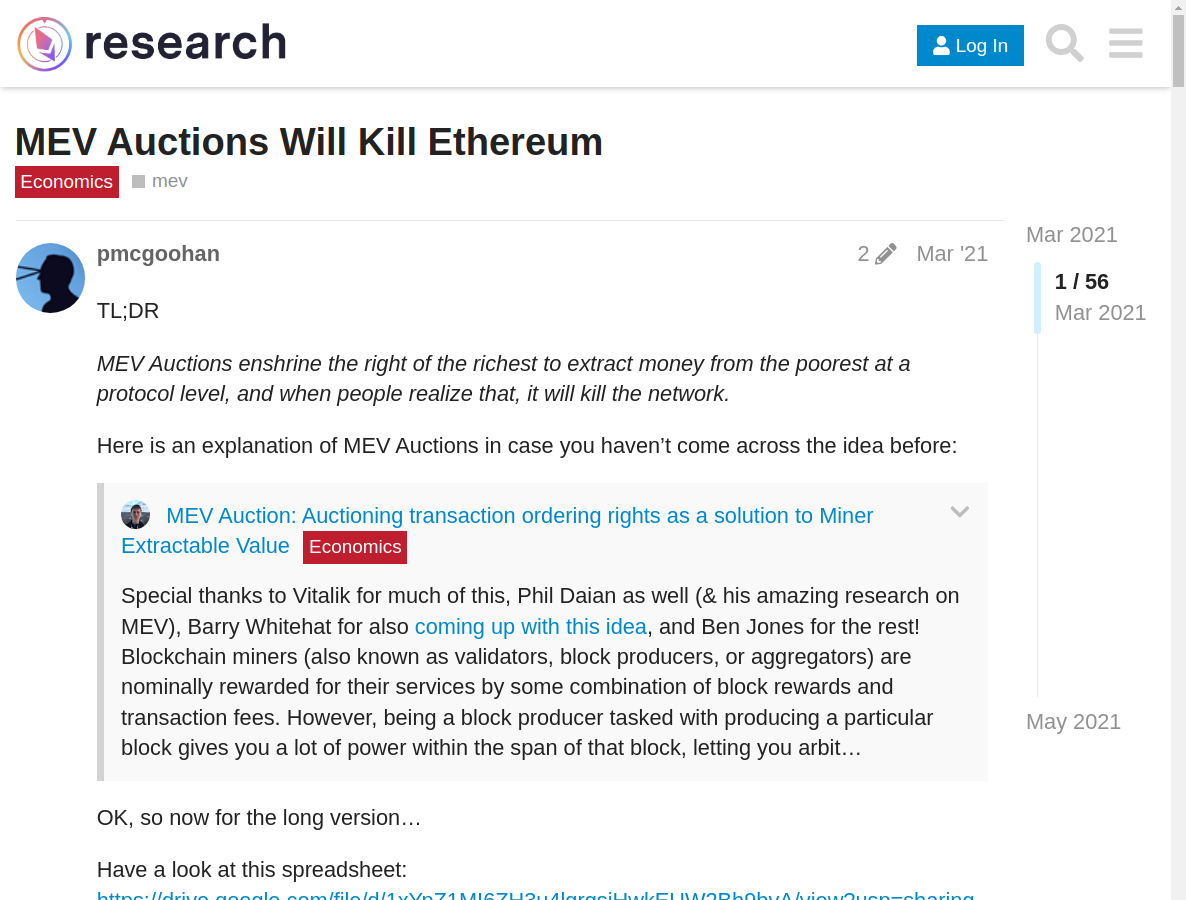 research
Log In
MEV Auctions Will Kill Ethereum
Economics mev
pmcgoohan 2 Mar '21
Mar 2021
1 / 56
Mar 2021
TL;DR
MEV Auctions enshrine the right of the richest to extract money from the poorest at a
protocol level, and when people realize that, it will kill the network.
Here is an explanation of MEV Auctions in case you haven’t come across the idea before:
MEV Auction: Auctioning transaction ordering rights as a solution to Miner
Extractable Value Economics
Special thanks to Vitalik for much of this, Phil Daian as well (& his amazing research on
MEV), Barry Whitehat for also coming up with this idea, and Ben Jones for the rest!
Blockchain miners (also known as validators, block producers, or aggregators) are
nominally rewarded for their services by some combination of block rewards and
transaction fees. However, being a block producer tasked with producing a particular
block gives you a lot of power within the span of that block, letting you arbit…
May 2021
OK, so now for the long version…
Have a look at this spreadsheet: